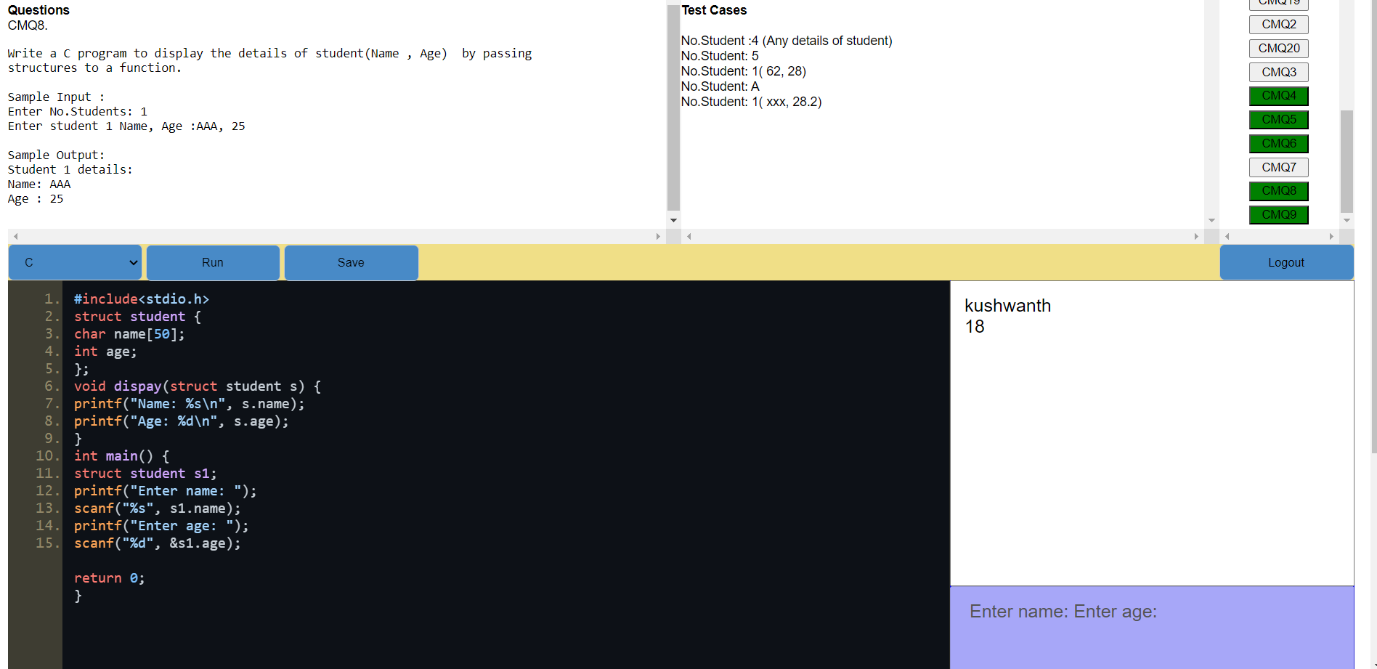 Questions
CMQ8.
Write a C program to display the details of student(Name , Age)  by passing
structures to a function.
Sample Input :
Enter No.Students: 1
Enter student 1 Name, Age :AAA, 25
Sample Output:
Student 1 details:
Name: AAA
Age : 25
Test Cases
No.Student :4 (Any details of student)
No.Student: 5
No.Student: 1( 62, 28)
No.Student: A
No.Student: 1( xxx, 28.2)
CMQ19
CMQ2
CMQ20
CMQ3
CMQ4
CMQ5
CMQ6
CMQ7
CMQ8
CMQ9
C
Run
Save
Logout
1. #include<stdio.h>
2. struct student {
3. char name[50];
4. int age;
5. };
6. void dispay(struct student s) {
7. printf("Name: %s\n", s.name);
8. printf("Age: %d\n", s.age);
9. }
10. int main() {
11. struct student s1;
12. printf("Enter name: ");
13. scanf("%s", s1.name);
14. printf("Enter age: ");
15. scanf("%d", &s1.age);
return 0;
}
kushwanth
18
Enter name: Enter age: